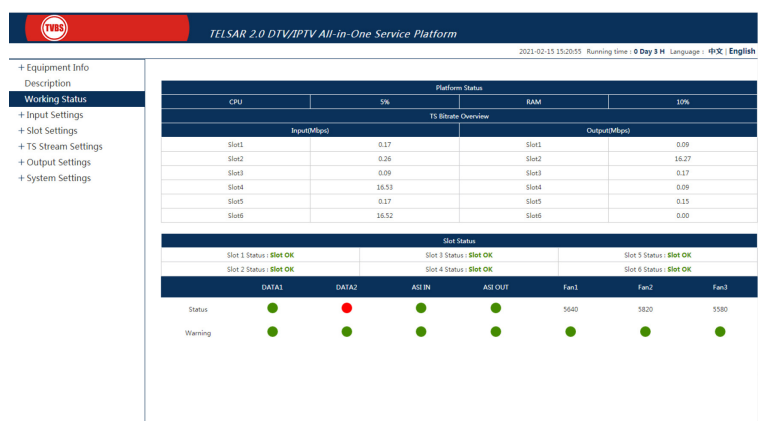 TVBS
TELSAR 2.0 DTV/IPTV All-in-One Service Platform
2021-02-15 15:20:55 Running time : 0 Day 3 H Language : 中文 | English
+ Equipment Info
Description
Working Status
+ Input Settings
+ Slot Settings
+ TS Stream Settings
+ Output Settings
+ System Settings
Platform Status
CPU 5% RAM 10%
TS Bitrate Overview
Input(Mbps) Output(Mbps)
Slot1 0.17 Slot1 0.09
Slot2 0.26 Slot2 16.27
Slot3 0.09 Slot3 0.17
Slot4 16.53 Slot4 0.09
Slot5 0.17 Slot5 0.15
Slot6 16.52 Slot6 0.00
Slot Status
Slot 1 Status : Slot OK Slot 3 Status : Slot OK Slot 5 Status : Slot OK
Slot 2 Status : Slot OK Slot 4 Status : Slot OK Slot 6 Status : Slot OK
DATA1 DATA2 ASI IN ASI OUT Fan1 Fan2 Fan3
Status 5640 5820 5580
Warning